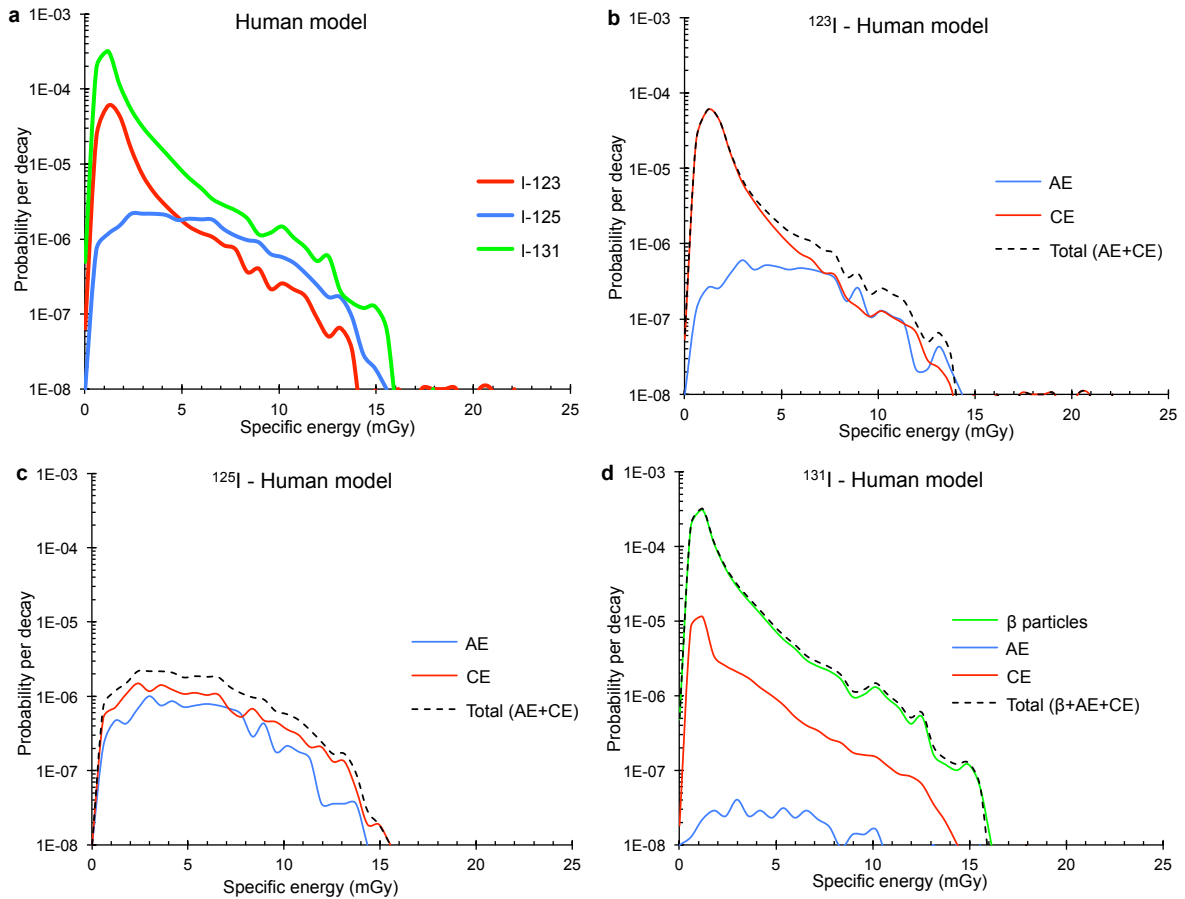 a
Human model
1E-03
1E-04
1E-05
1E-06
1E-07
1E-08
Probability per decay
I-123
I-125
I-131
0 5 10 15 20 25
Specific energy (mGy)
b
¹²³I - Human model
1E-03
1E-04
1E-05
1E-06
1E-07
1E-08
Probability per decay
AE
CE
Total (AE+CE)
0 5 10 15 20 25
Specific energy (mGy)
c
¹²⁵I - Human model
1E-03
1E-04
1E-05
1E-06
1E-07
1E-08
Probability per decay
AE
CE
Total (AE+CE)
0 5 10 15 20 25
Specific energy (mGy)
d
¹³¹I - Human model
1E-03
1E-04
1E-05
1E-06
1E-07
1E-08
Probability per decay
β particles
AE
CE
Total (β+AE+CE)
0 5 10 15 20 25
Specific energy (mGy)